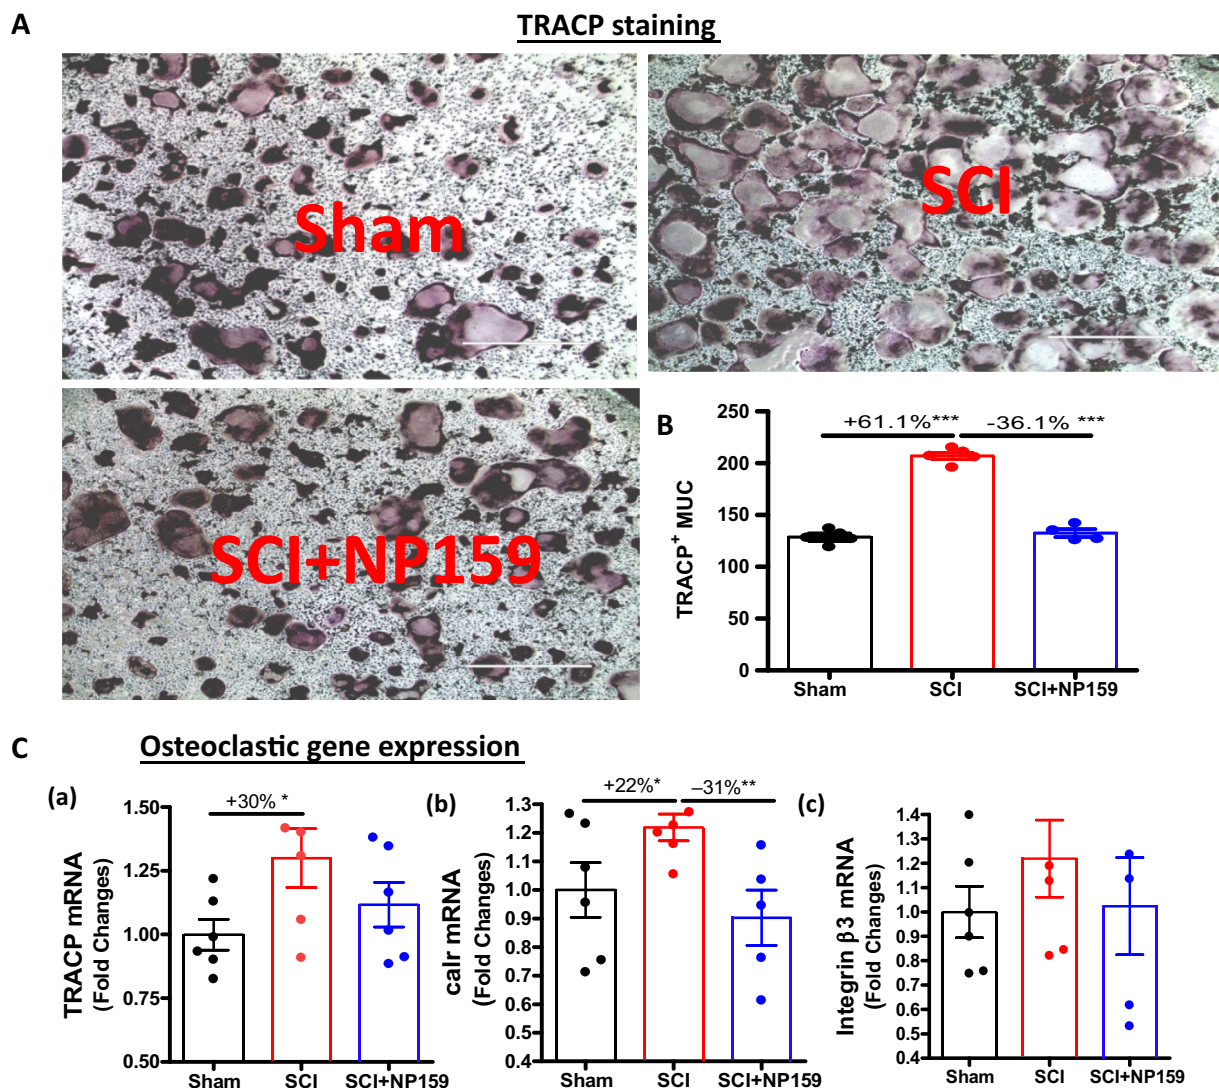 A
TRACP staining
Sham
SCI
SCI+NP159
B
TRACP+ MUC
250
200
150
100
50
0
+61.1%***
-36.1% ***
Sham
SCI
SCI+NP159
C
Osteoclastic gene expression
(a)
TRACP mRNA
(Fold Changes)
1.50
1.25
1.00
0.75
0.50
+30% *
Sham
SCI
SCI+NP159
(b)
calr mRNA
(Fold Changes)
1.3
1.2
1.1
1.0
0.9
0.8
0.7
0.6
0.5
0.4
+22%*
–31%**
Sham
SCI
SCI+NP159
(c)
Integrin β3 mRNA
(Fold Changes)
1.4
1.3
1.2
1.1
1.0
0.9
0.8
0.7
0.6
0.5
0.4
Sham
SCI
SCI+NP159